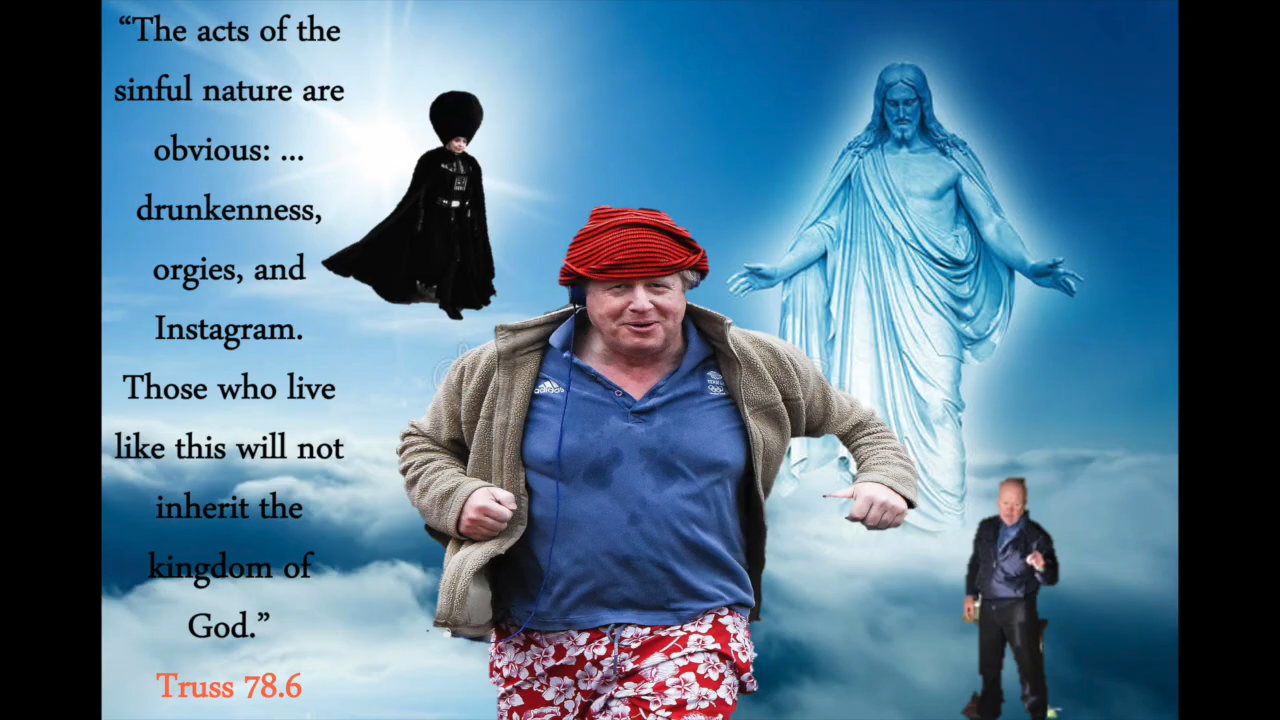 “The acts of the
sinful nature are
obvious: ...
drunkenness,
orgies, and
Instagram.
Those who live
like this will not
inherit the
kingdom of
God.”
Truss 78.6
adidas